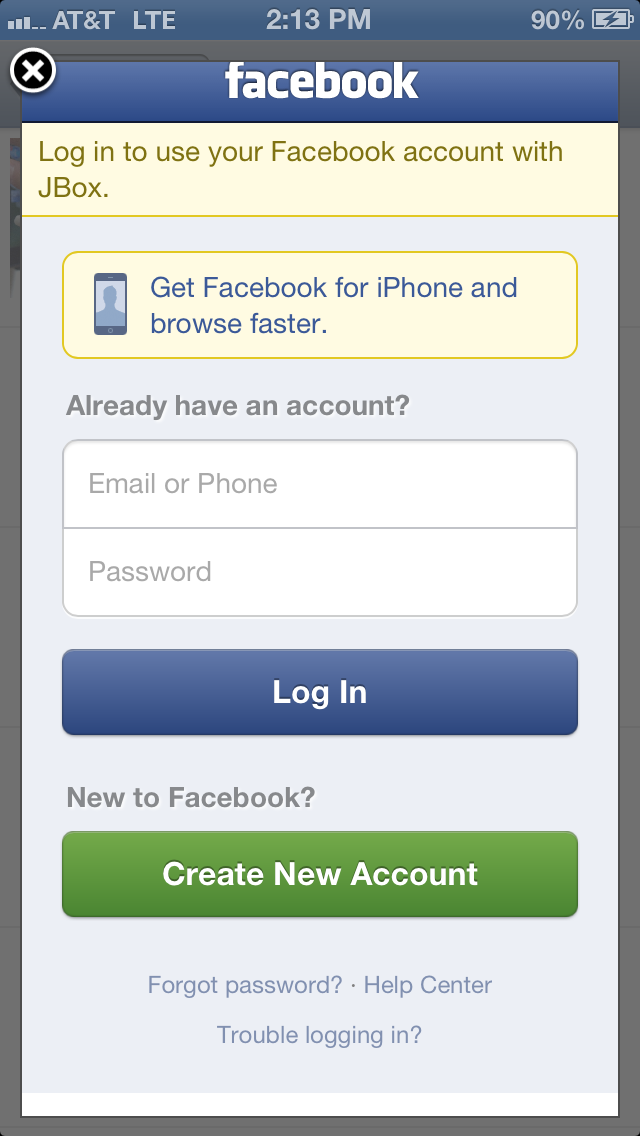 AT&T LTE 2:13 PM 90%
facebook
Log in to use your Facebook account with
JBox.
Get Facebook for iPhone and
browse faster.
Already have an account?
Email or Phone
Password
Log In
New to Facebook?
Create New Account
Forgot password? · Help Center
Trouble logging in?